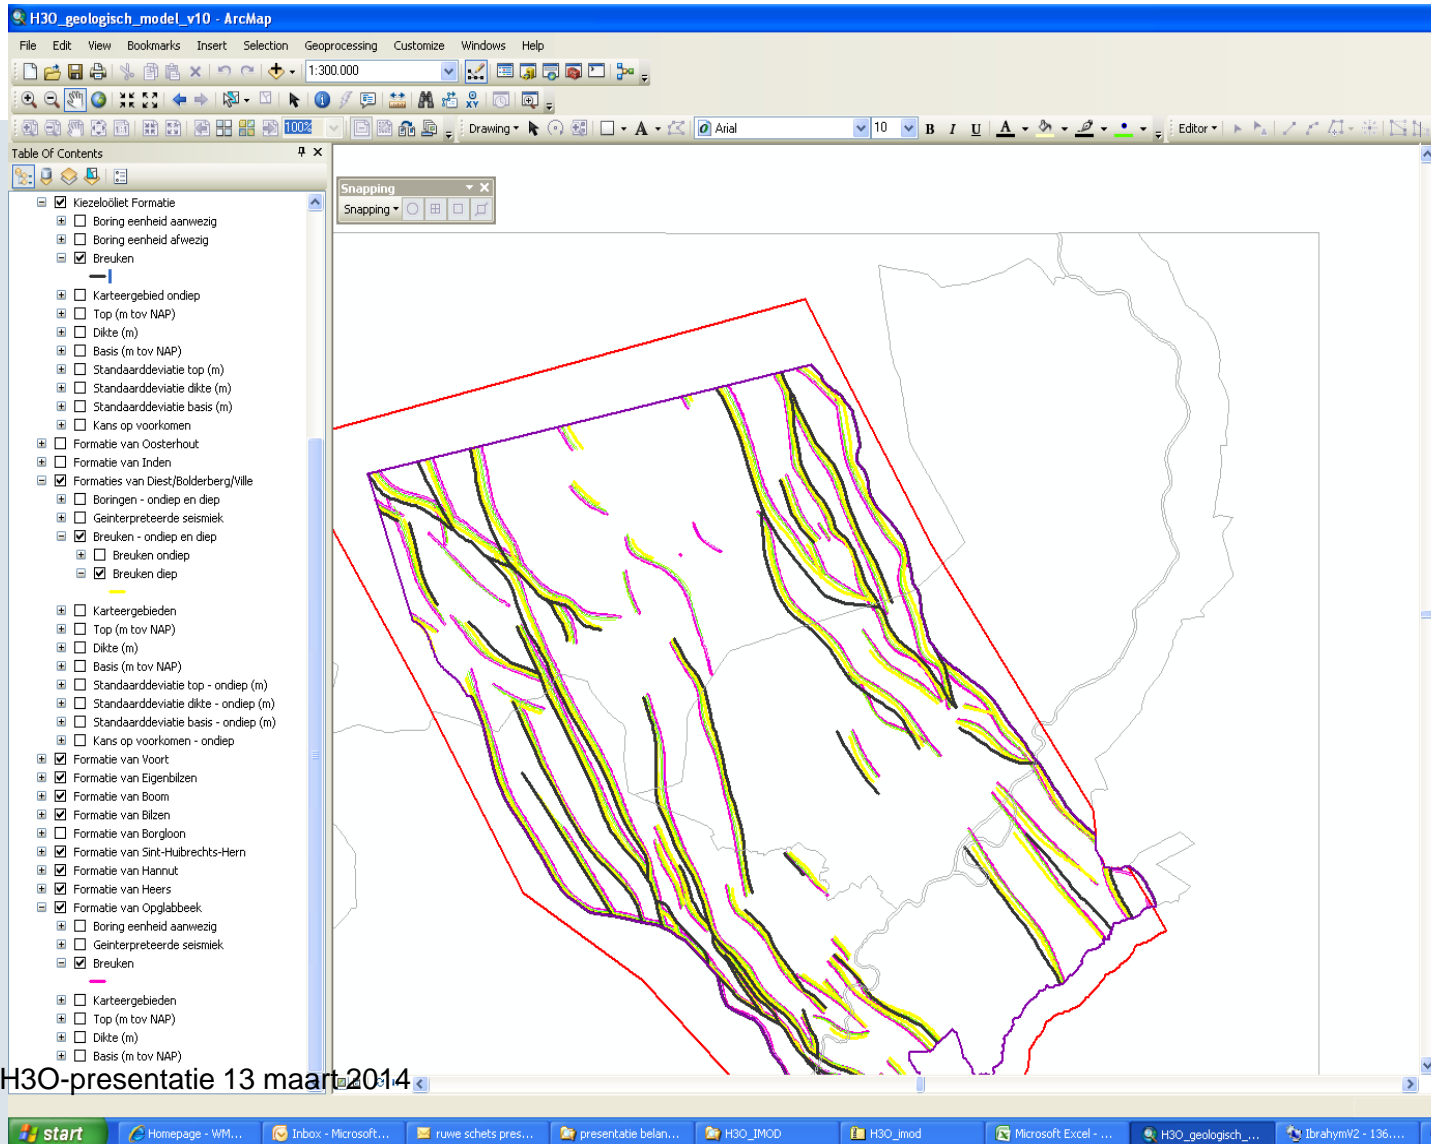 H3O_geologisch_model_v10 - ArcMap
File Edit View Bookmarks Insert Selection Geoprocessing Customize Windows Help
1:300.000
100% Drawing A Arial 10 B I U A Editor
Table Of Contents
Snapping
Snapping
Kiezeloöliet Formatie
Boring eenheid aanwezig
Boring eenheid afwezig
Breuken
Karteergebied ondiep
Top (m tov NAP)
Dikte (m)
Basis (m tov NAP)
Standaarddeviatie top (m)
Standaarddeviatie dikte (m)
Standaarddeviatie basis (m)
Kans op voorkomen
Formatie van Oosterhout
Formatie van Inden
Formaties van Diest/Bolderberg/Ville
Boringen - ondiep en diep
Geinterpreteerde seismiek
Breuken - ondiep en diep
Breuken ondiep
Breuken diep
Karteergebieden
Top (m tov NAP)
Dikte (m)
Basis (m tov NAP)
Standaarddeviatie top - ondiep (m)
Standaarddeviatie dikte - ondiep (m)
Standaarddeviatie basis - ondiep (m)
Kans op voorkomen - ondiep
Formatie van Voort
Formatie van Eigenbilzen
Formatie van Boom
Formatie van Bilzen
Formatie van Borgloon
Formatie van Sint-Huibrechts-Hern
Formatie van Hannut
Formatie van Heers
Formatie van Opglabbeek
Boring eenheid aanwezig
Geinterpreteerde seismiek
Breuken
Karteergebieden
Top (m tov NAP)
Dikte (m)
Basis (m tov NAP)
H3O-presentatie 13 maart 2014
start Homepage - WM... Inbox - Microsoft... ruwe schets pres... presentatie belan... H3O_IMOD H3O_imod Microsoft Excel - ... H3O_geologisch_... IbrahymV2 - 136....